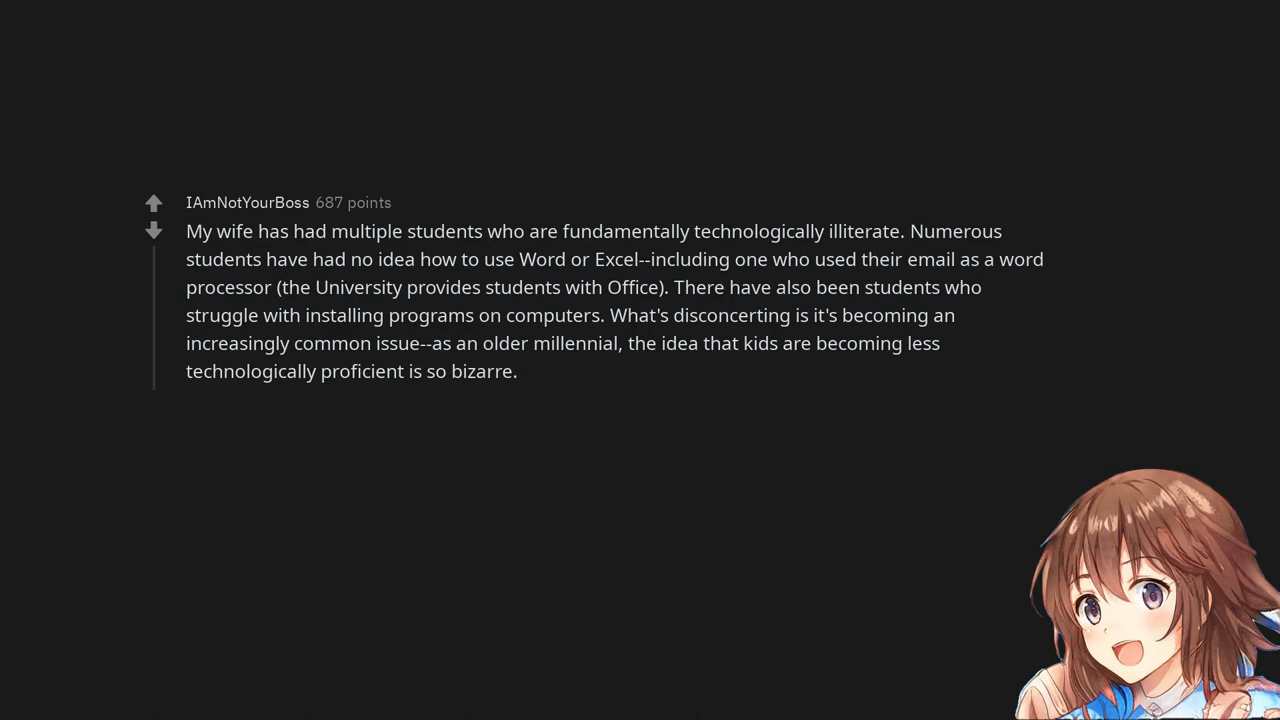 IAmNotYourBoss 687 points
My wife has had multiple students who are fundamentally technologically illiterate. Numerous
students have had no idea how to use Word or Excel--including one who used their email as a word
processor (the University provides students with Office). There have also been students who
struggle with installing programs on computers. What's disconcerting is it's becoming an
increasingly common issue--as an older millennial, the idea that kids are becoming less
technologically proficient is so bizarre.